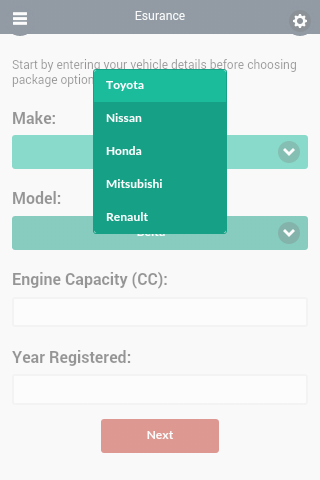 Esurance
Start by entering your vehicle details before choosing
package option
Make:
Toyota
Nissan
Honda
Mitsubishi
Renault
Model:
Engine Capacity (CC):
Year Registered:
Next